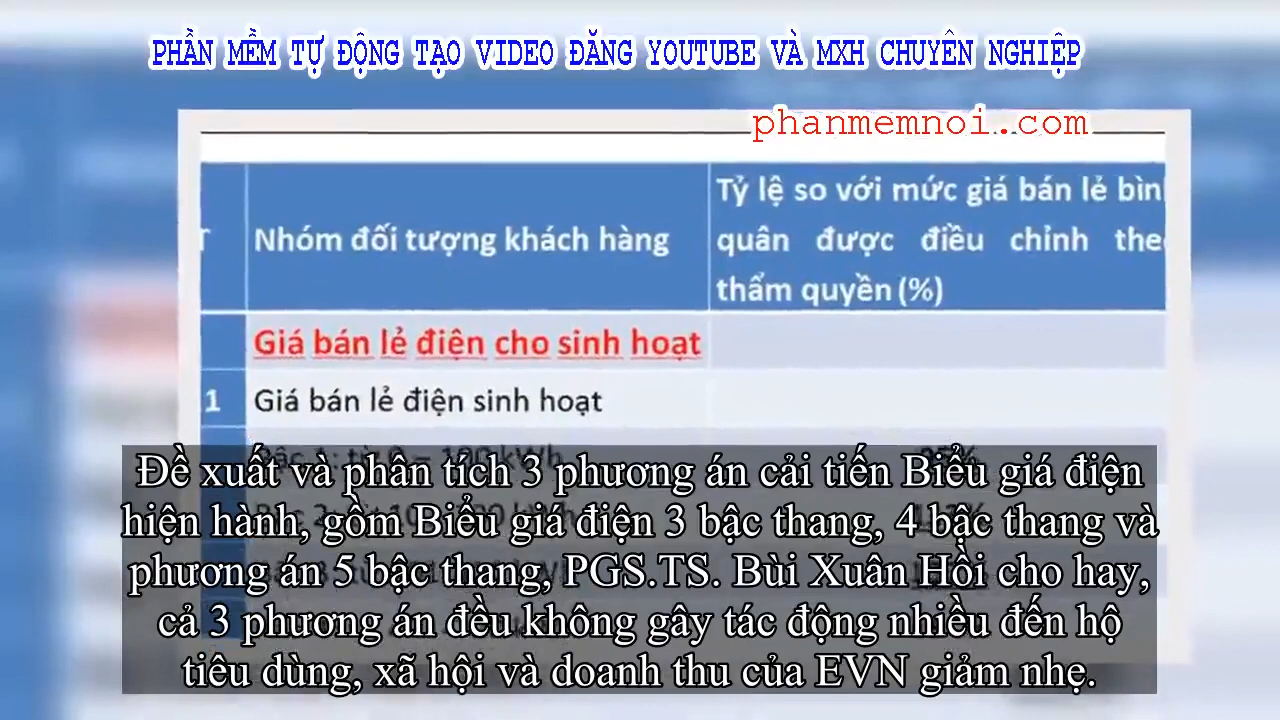 PHẦN MỀM TỰ ĐỘNG TẠO VIDEO ĐĂNG YOUTUBE VÀ MXH CHUYÊN NGHIỆP
phanmemnoi.com
Nhóm đối tượng khách hàng
Tỷ lệ so với mức giá bán lẻ
quân được điều chỉnh
thẩm quyền (%)
Giá bán lẻ điện cho sinh hoạt
1 Giá bán lẻ điện sinh hoạt
Đề xuất và phân tích 3 phương án cải tiến Biểu giá điện
hiện hành, gồm Biểu giá điện 3 bậc thang, 4 bậc thang và
phương án 5 bậc thang, PGS.TS. Bùi Xuân Hồi cho hay,
cả 3 phương án đều không gây tác động nhiều đến hộ
tiêu dùng, xã hội và doanh thu của EVN giảm nhẹ.